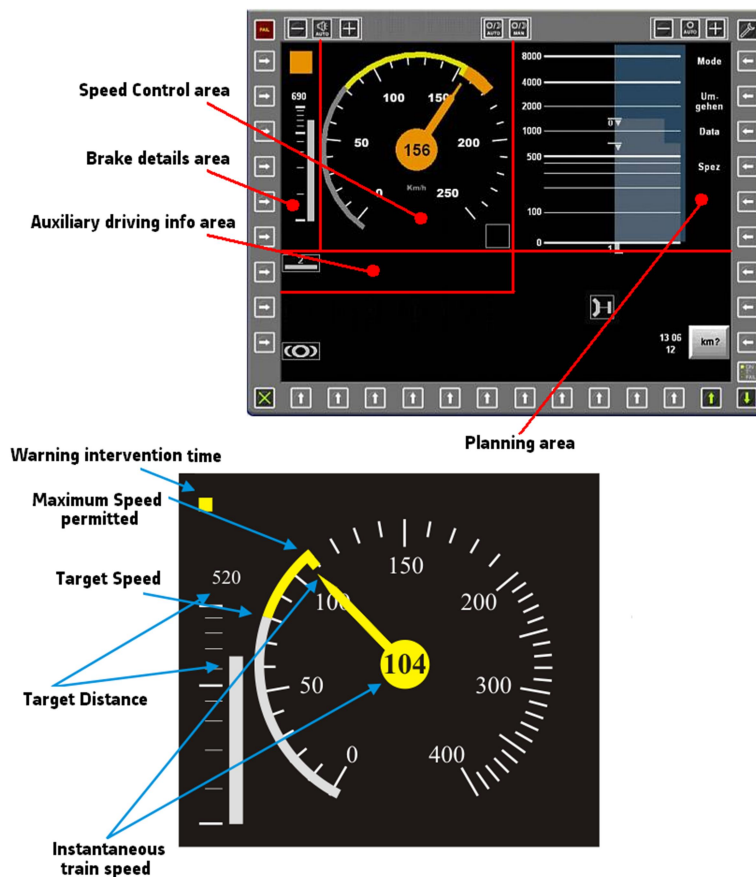 FAIL
AUTO
AUTO
MAN
AUTO
Speed Control area
Brake details area
Auxiliary driving info area
690
0
50
100
150
200
250
156
Km/h
8000
4000
2000
1000
500
100
0
0
1
Mode
Um-
gehen
Data
Spez
2
13 06
12
km?
Planning area
Warning intervention time
Maximum Speed
permitted
Target Speed
Target Distance
Instantaneous
train speed
520
0
50
100
150
200
300
400
104